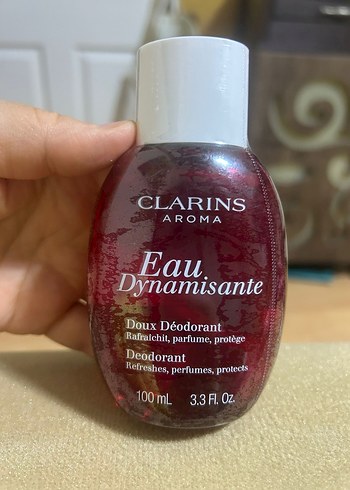 CLARINS
AROMA
Eau
Dynamisante
Doux Déodorant
Rafraîchit, parfume, protège
Deodorant
Refreshes, perfumes, protects
100 mL 3.3 Fl. Oz.